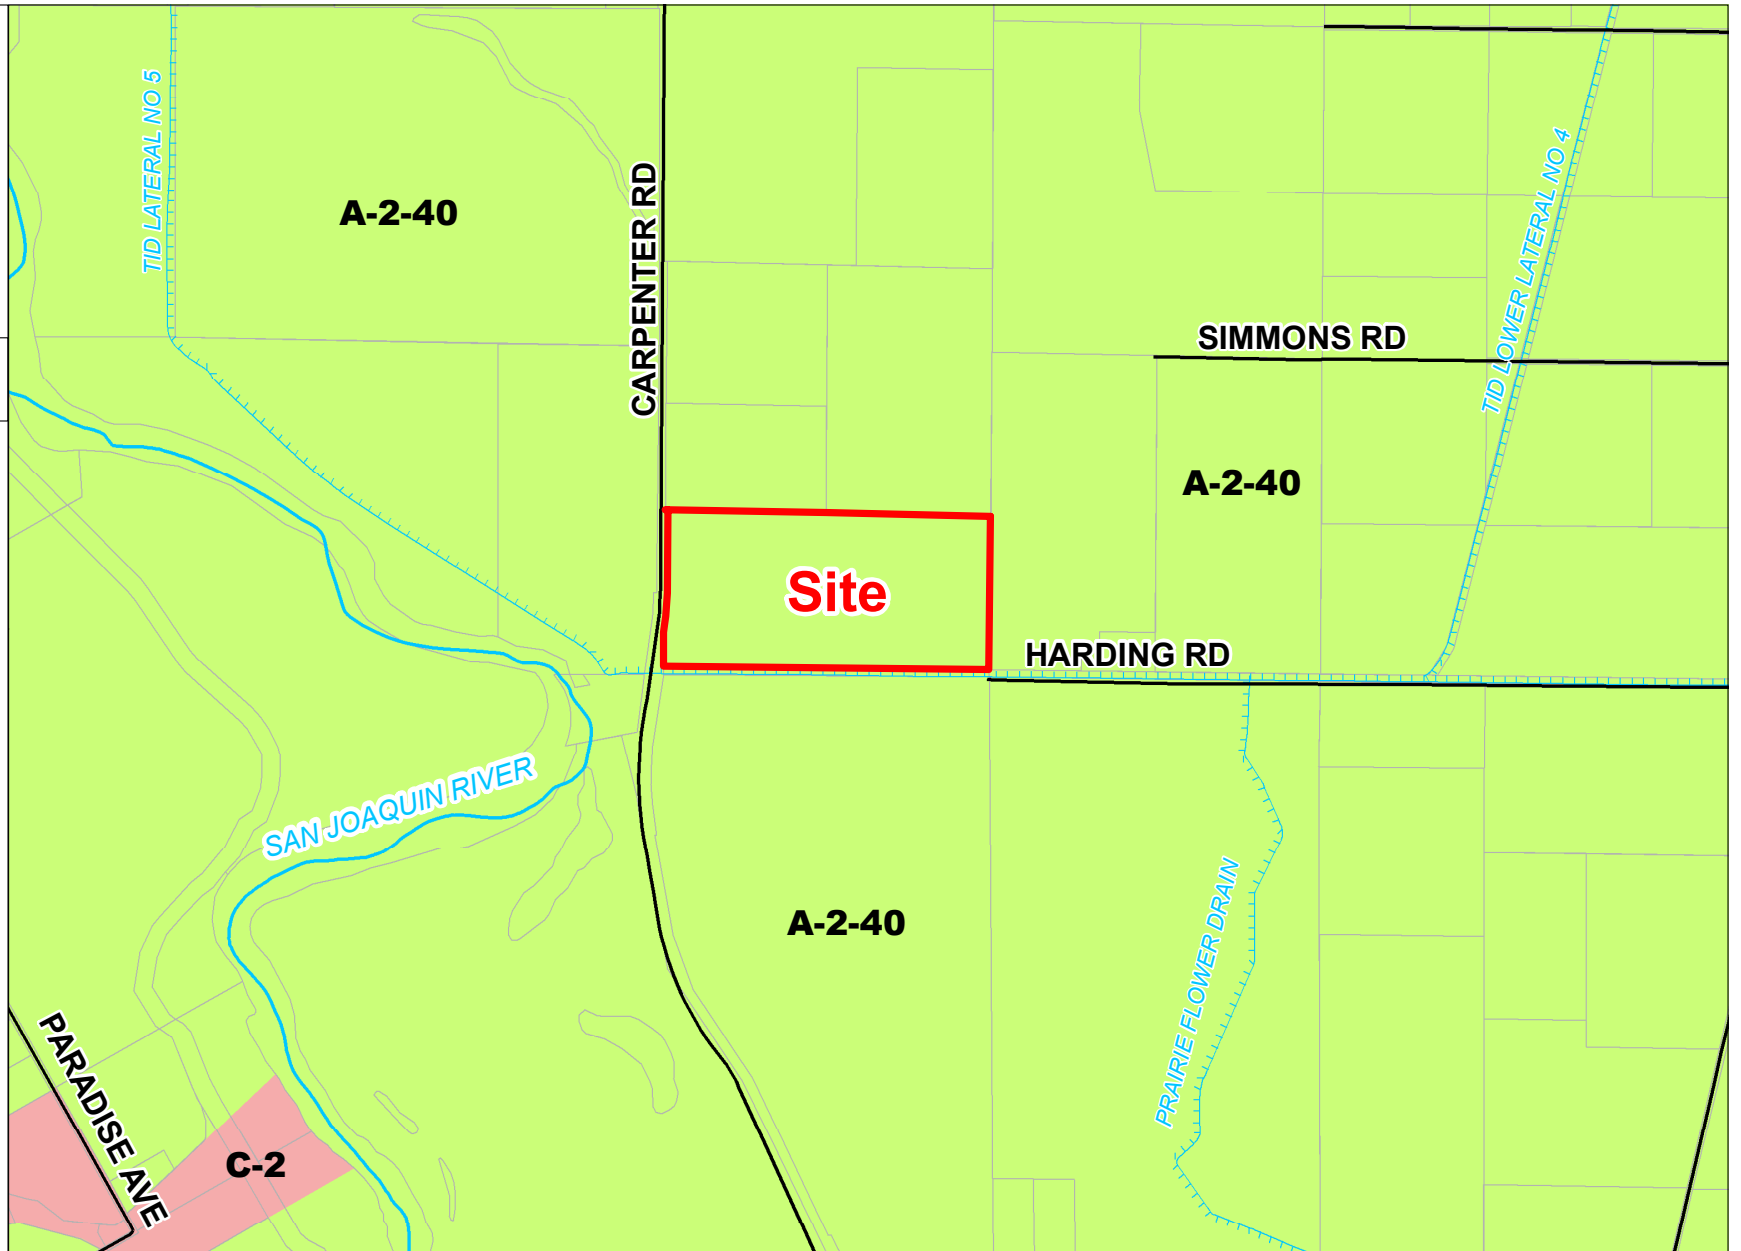 TID LATERAL NO 5
A-2-40
CARPENTER RD
TID LOWER LATERAL NO 4
SIMMONS RD
A-2-40
Site
HARDING RD
SAN JOAQUIN RIVER
A-2-40
PRAIRIE FLOWER DRAIN
PARADISE AVE
C-2